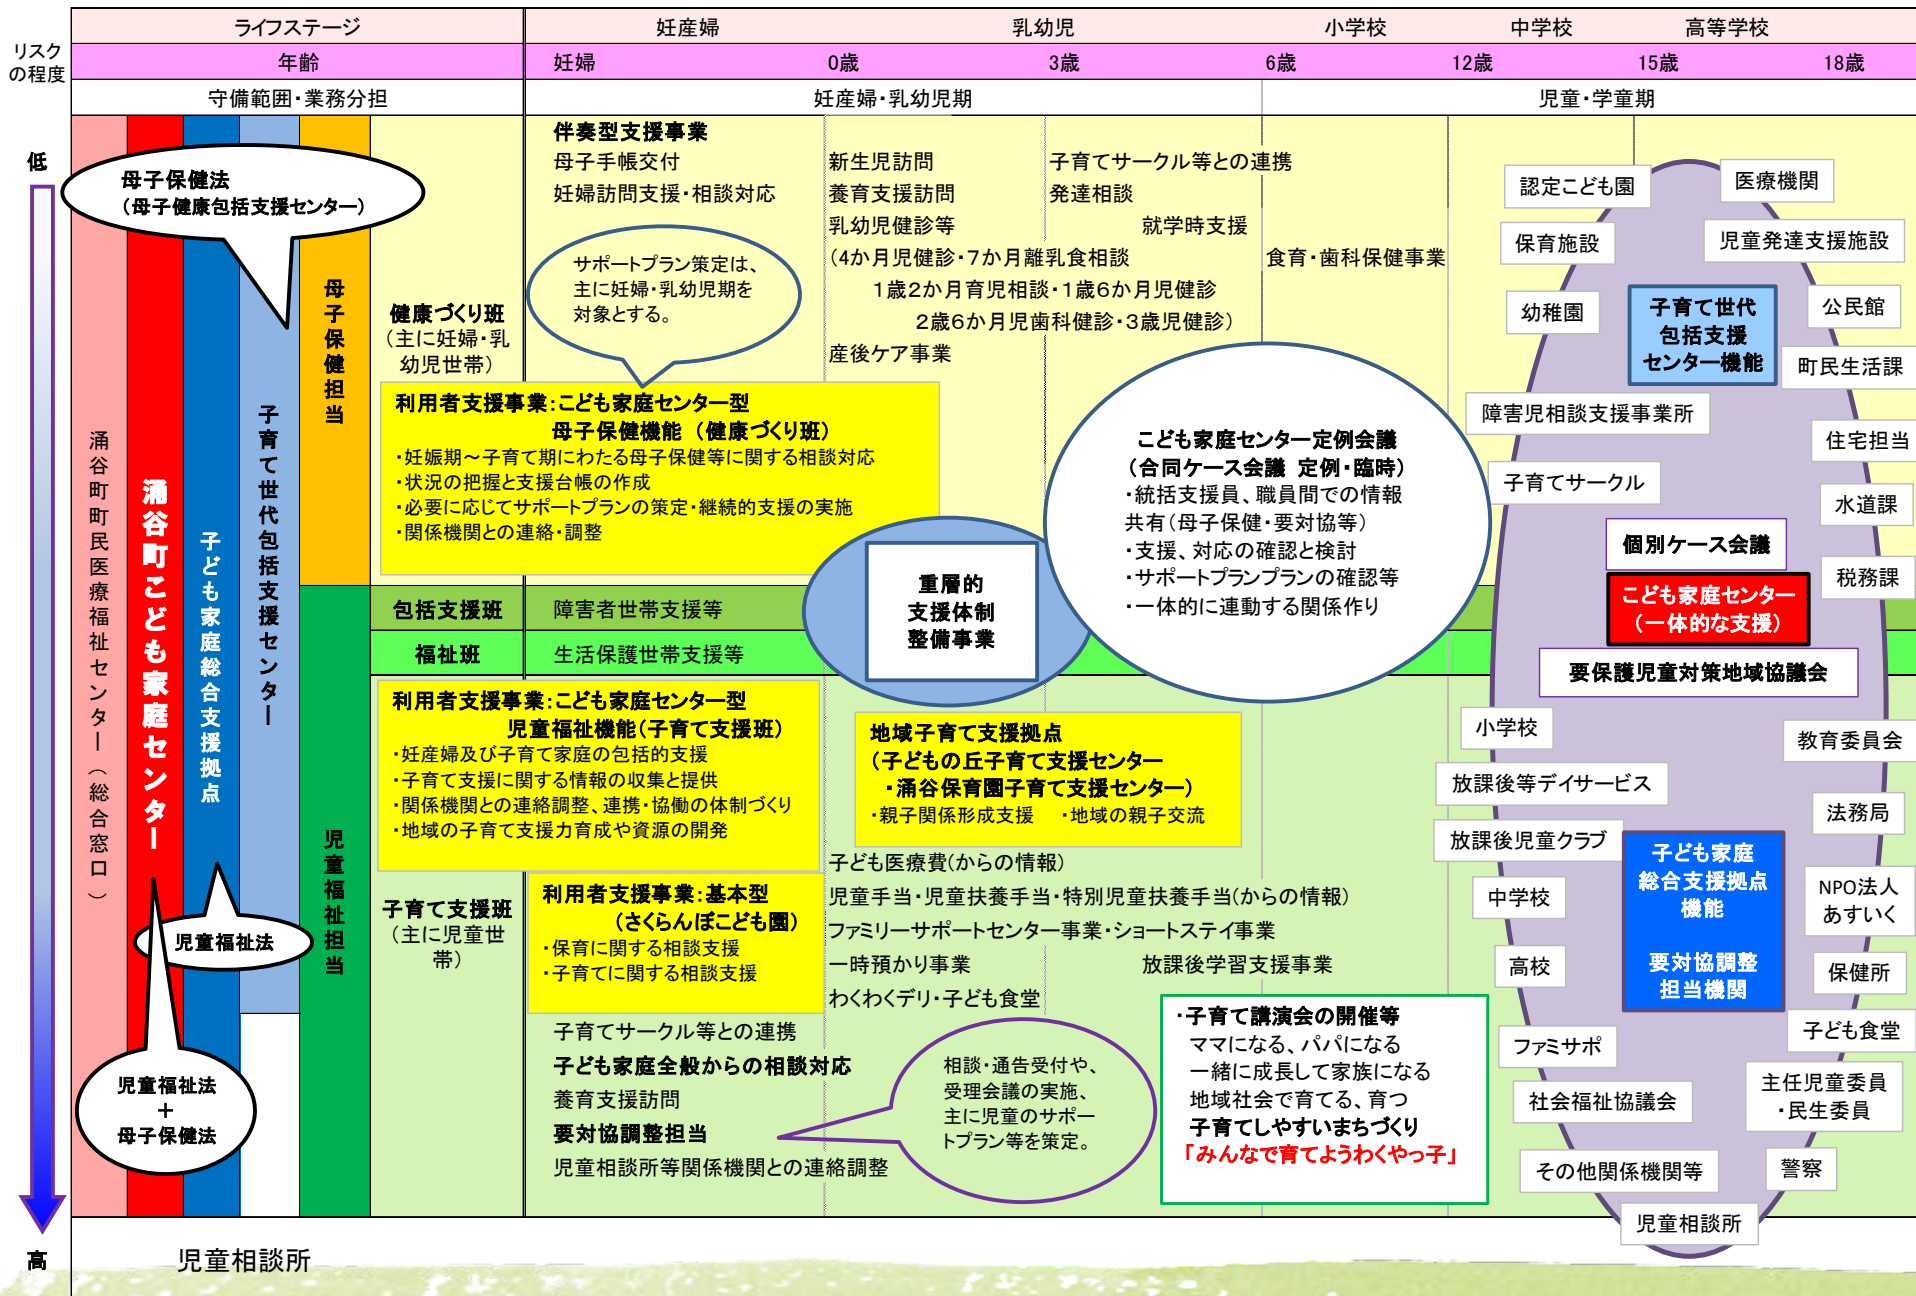 リスク
の程度
ライフステージ
妊産婦
乳幼児
小学校
中学校
高等学校
年齢
妊婦
0歳
3歳
6歳
12歳
15歳
18歳
守備範囲・業務分担
妊産婦・乳幼児期
児童・学童期
低
高
母子保健法
（母子健康包括支援センター）
涌谷町町民医療福祉センター（総合窓口）
涌谷町こども家庭センター
子ども家庭総合支援拠点
子育て世代包括支援センター
母子保健担当
児童福祉担当
児童福祉法
児童福祉法
＋
母子保健法
健康づくり班
（主に妊婦・乳
幼児世帯）
伴奏型支援事業
母子手帳交付
妊婦訪問支援・相談対応
新生児訪問
養育支援訪問
乳幼児健診等
（4か月児健診・7か月離乳食相談
1歳2か月育児相談・1歳6か月児健診
2歳6か月児歯科健診・3歳児健診）
産後ケア事業
子育てサークル等との連携
発達相談
就学時支援
食育・歯科保健事業
サポートプラン策定は、
主に妊婦・乳幼児期を
対象とする。
利用者支援事業：こども家庭センター型
母子保健機能（健康づくり班）
・妊娠期～子育て期にわたる母子保健等に関する相談対応
・状況の把握と支援台帳の作成
・必要に応じてサポートプランの策定・継続的支援の実施
・関係機関との連絡・調整
こども家庭センター定例会議
（合同ケース会議 定例・臨時）
・統括支援員、職員間での情報
共有（母子保健・要対協等）
・支援、対応の確認と検討
・サポートプランプランの確認等
・一体的に連動する関係作り
重層的
支援体制
整備事業
包括支援班
障害者世帯支援等
福祉班
生活保護世帯支援等
利用者支援事業：こども家庭センター型
児童福祉機能（子育て支援班）
・妊産婦及び子育て家庭の包括的支援
・子育て支援に関する情報の収集と提供
・関係機関との連絡調整、連携・協働の体制づくり
・地域の子育て支援力育成や資源の開発
地域子育て支援拠点
（子どもの丘子育て支援センター
・涌谷保育園子育て支援センター）
・親子関係形成支援　・地域の親子交流
子育て支援班
（主に児童世
帯）
利用者支援事業：基本型
（さくらんぼこども園）
・保育に関する相談支援
・子育てに関する相談支援
子ども医療費（からの情報）
児童手当・児童扶養手当・特別児童扶養手当（からの情報）
ファミリーサポートセンター事業・ショートステイ事業
一時預かり事業
放課後学習支援事業
わくわくデリ・子ども食堂
子育てサークル等との連携
子ども家庭全般からの相談対応
養育支援訪問
要対協調整担当
児童相談所等関係機関との連絡調整
相談・通告受付や、
受理会議の実施、
主に児童のサポー
トプラン等を策定。
・子育て講演会の開催等
ママになる、パパになる
一緒に成長して家族になる
地域社会で育てる、育つ
子育てしやすいまちづくり
「みんなで育てようわくやっ子」
認定こども園
医療機関
保育施設
児童発達支援施設
幼稚園
子育て世代
包括支援
センター機能
公民館
町民生活課
障害児相談支援事業所
住宅担当
子育てサークル
水道課
個別ケース会議
税務課
こども家庭センター
（一体的な支援）
要保護児童対策地域協議会
小学校
教育委員会
放課後等デイサービス
法務局
放課後児童クラブ
子ども家庭
総合支援拠点
機能
要対協調整
担当機関
中学校
NPO法人
あすいく
高校
保健所
ファミサポ
子ども食堂
社会福祉協議会
主任児童委員
・民生委員
その他関係機関等
警察
児童相談所
児童相談所